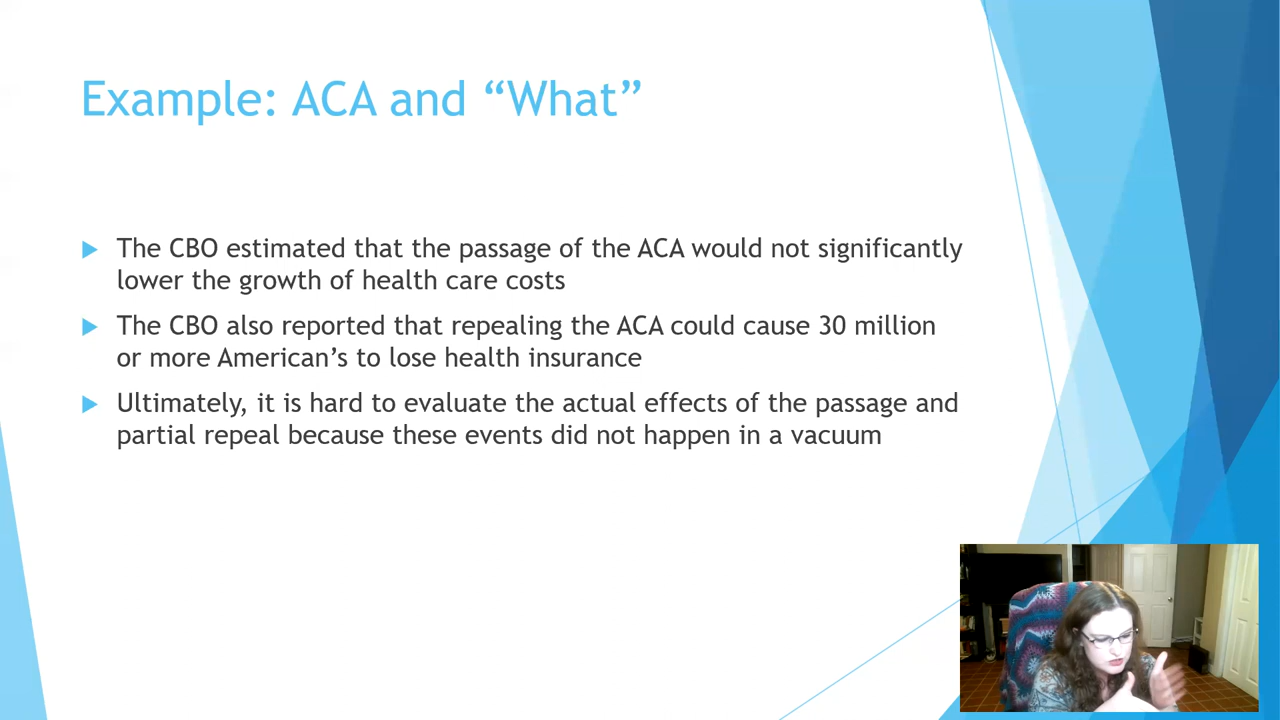 Example: ACA and “What”
The CBO estimated that the passage of the ACA would not significantly
lower the growth of health care costs
The CBO also reported that repealing the ACA could cause 30 million
or more American’s to lose health insurance
Ultimately, it is hard to evaluate the actual effects of the passage and
partial repeal because these events did not happen in a vacuum